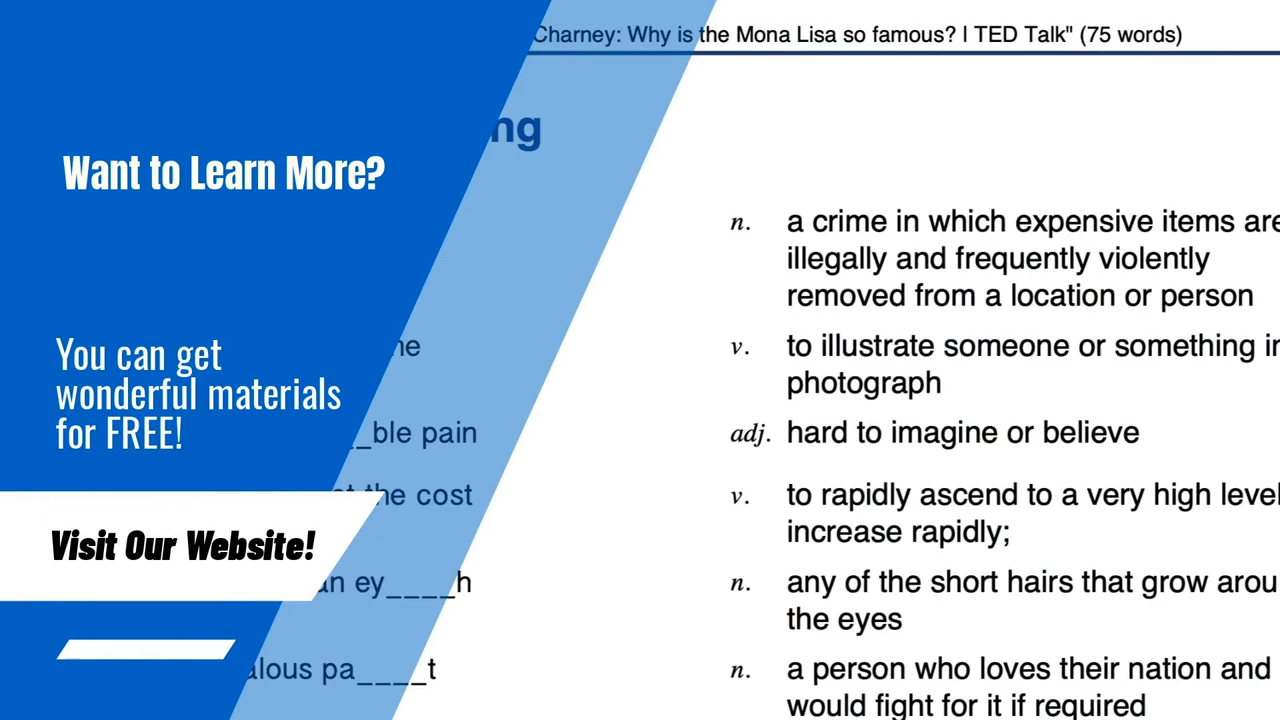 Charney: Why is the Mona Lisa so famous? | TED Talk" (75 words)
ng
Want to Learn More?
You can get
wonderful materials
for FREE!
Visit Our Website!
n. a crime in which expensive items are
illegally and frequently violently
removed from a location or person
he v. to illustrate someone or something in
photograph
_ble pain adj. hard to imagine or believe
the cost v. to rapidly ascend to a very high level
increase rapidly;
an ey____h n. any of the short hairs that grow arou
the eyes
alous pa____t n. a person who loves their nation and
would fight for it if required